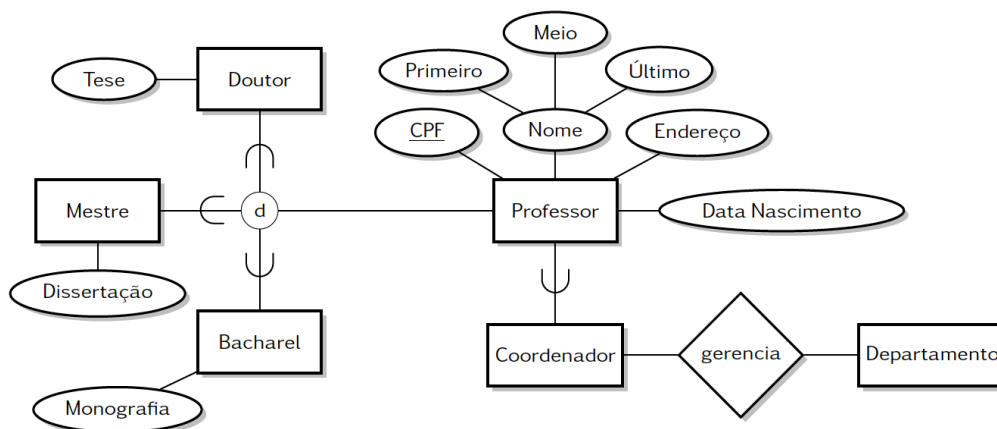 Meio
Primeiro
Último
Tese
Doutor
CPF
Nome
Endereço
Mestre
d
Professor
Data Nascimento
Dissertação
Bacharel
Coordenador
gerencia
Departamento
Monografia